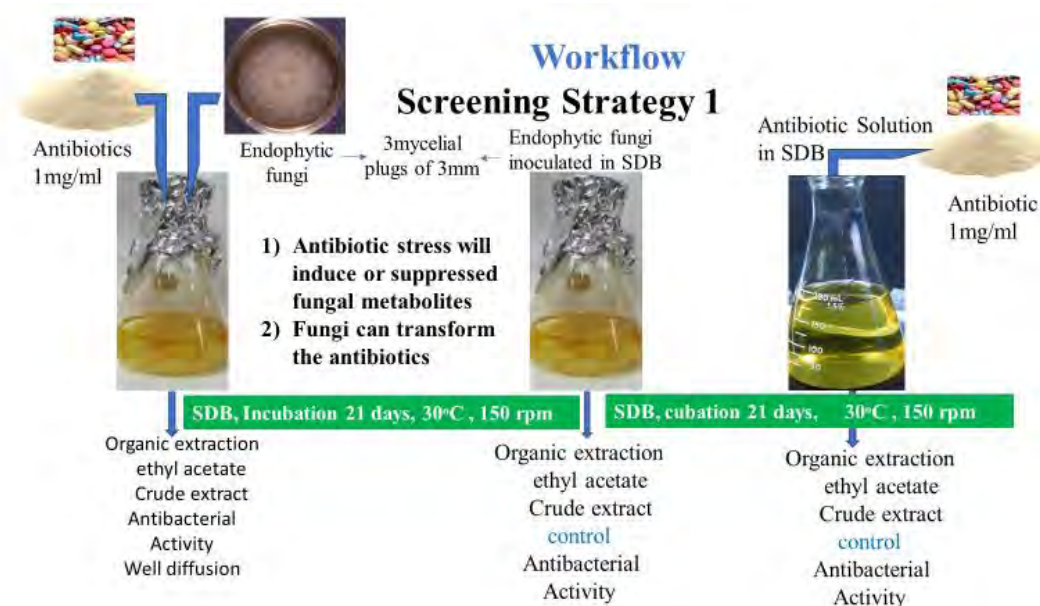 Workflow
Screening Strategy 1
Antibiotics
1mg/ml
Endophytic
fungi
3mycelial
plugs of 3mm
Endophytic fungi
inoculated in SDB
Antibiotic Solution
in SDB
Antibiotic
1mg/ml
1) Antibiotic stress will
induce or suppressed
fungal metabolites
2) Fungi can transform
the antibiotics
150
100
SDB, Incubation 21 days, 30°C , 150 rpm
SDB, cubation 21 days, 30°C , 150 rpm
Organic extraction
ethyl acetate
Crude extract
Antibacterial
Activity
Well diffusion
Organic extraction
ethyl acetate
Crude extract
control
Antibacterial
Activity
Organic extraction
ethyl acetate
Crude extract
control
Antibacterial
Activity